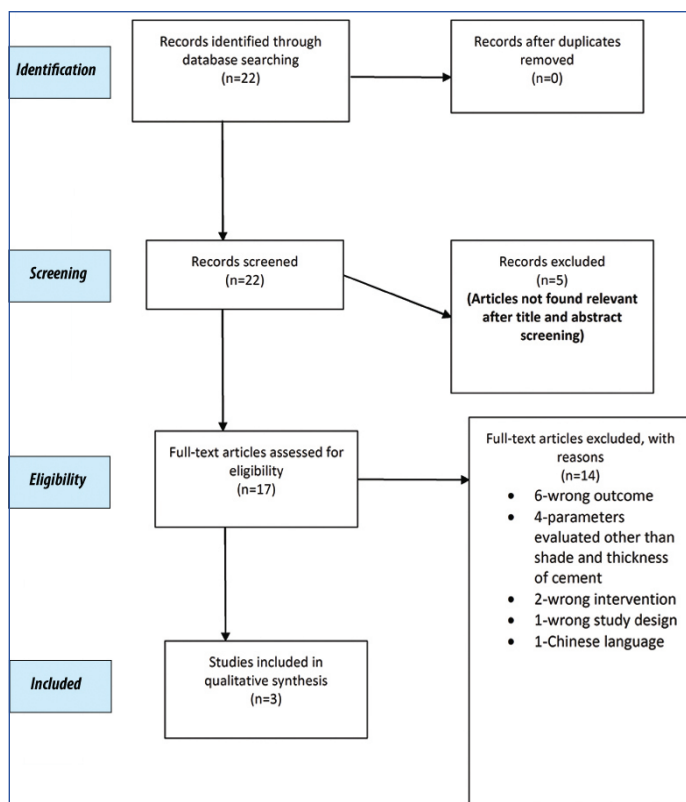 Identification
Records identified through
database searching
(n=22)
Records after duplicates
removed
(n=0)
Screening
Records screened
(n=22)
Records excluded
(n=5)
(Articles not found relevant
after title and abstract
screening)
Eligibility
Full-text articles assessed for
eligibility
(n=17)
Full-text articles excluded, with
reasons
(n=14)
• 6-wrong outcome
• 4-parameters
evaluated other than
shade and thickness
of cement
• 2-wrong intervention
• 1-wrong study design
• 1-Chinese language
Included
Studies included in
qualitative synthesis
(n=3)